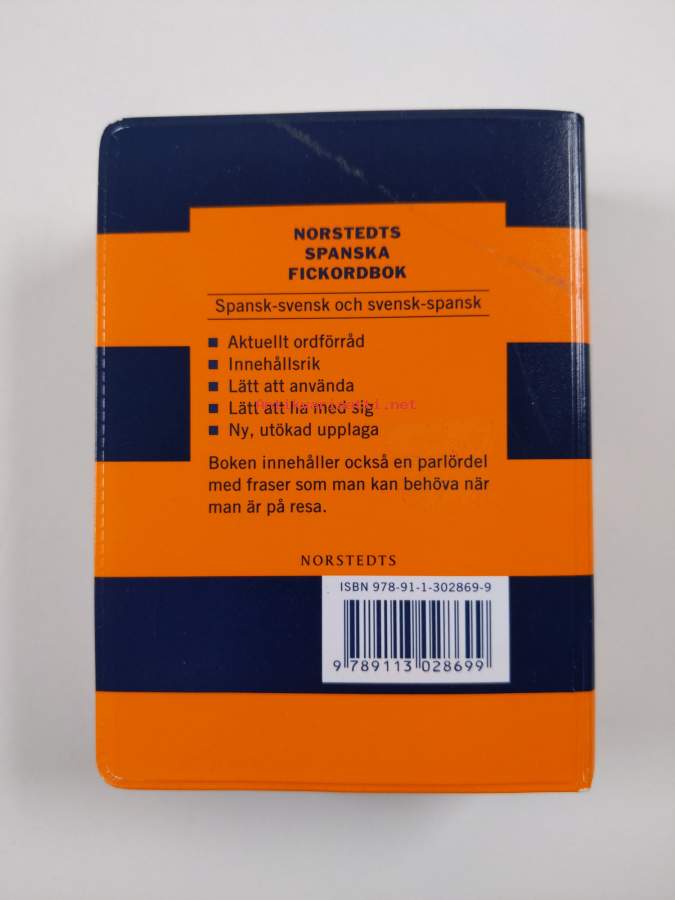 NORSTEDTS
SPANSKA
FICKORDBOK
Spansk-svensk och svensk-spansk
■ Aktuellt ordförråd
■ Innehållsrik
■ Lätt att använda
■ Lätt att ha med sig
Antikvariaatti.net
■ Ny, utökad upplaga
Boken innehåller också en parlördel
med fraser som man kan behöva när
man är på resa.
NORSTEDTS
ISBN 978-91-1-302869-9
9 789113 028699